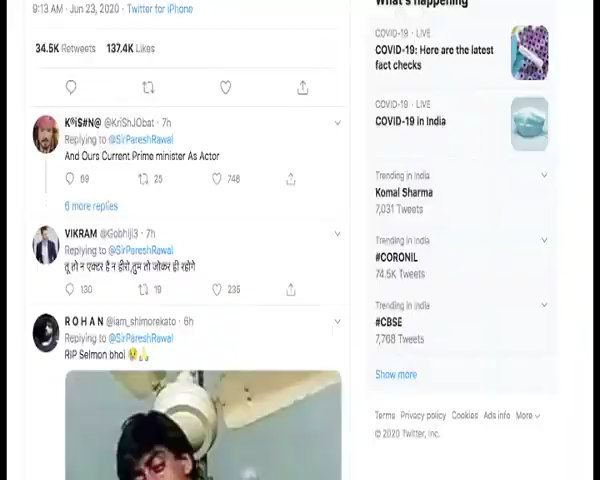 9:13 AM · Jun 23, 2020 · Twitter for iPhone
34.5K Retweets 137.4K Likes
K®i$#N@ @KriShJObat · 7h
Replying to @SirPareshRawal
And Ours Current Prime minister As Actor
69 25 748
6 more replies
VIKRAM @Gobhiji3 · 7h
Replying to @SirPareshRawal
तू तो न एक्टर है न हीरो,तुम तो जोकर ही रहोगे
130 19 235
R O H A N @iam_shimorekato · 6h
Replying to @SirPareshRawal
RIP Selmon bhoi 😢🙏
What's happening
COVID-19 · LIVE
COVID-19: Here are the latest
fact checks
COVID-19 · LIVE
COVID-19 in India
Trending in India
Komal Sharma
7,031 Tweets
Trending in India
#CORONIL
74.5K Tweets
Trending in India
#CBSE
7,768 Tweets
Show more
Terms Privacy policy Cookies Ads info More
© 2020 Twitter, Inc.